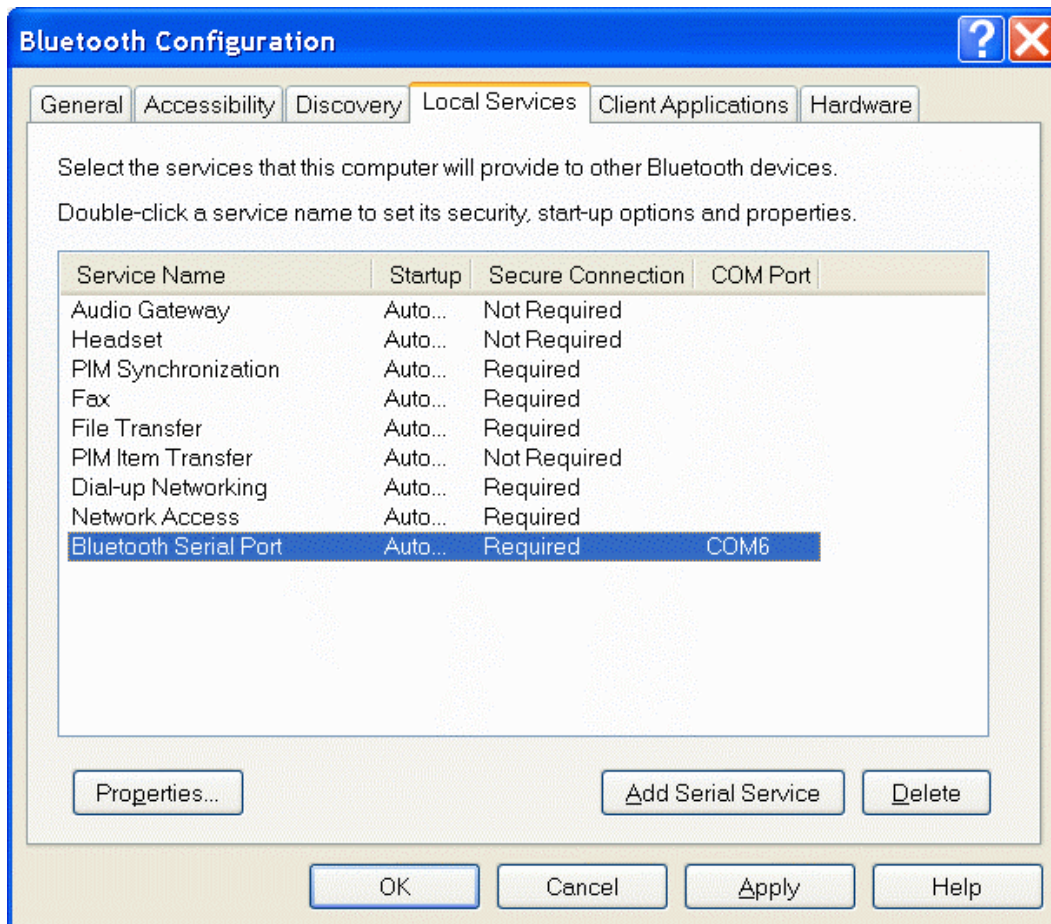 Bluetooth Configuration
General Accessibility Discovery Local Services Client Applications Hardware
Select the services that this computer will provide to other Bluetooth devices.
Double-click a service name to set its security, start-up options and properties.
Service Name Startup Secure Connection COM Port
Audio Gateway Auto... Not Required
Headset Auto... Not Required
PIM Synchronization Auto... Required
Fax Auto... Required
File Transfer Auto... Required
PIM Item Transfer Auto... Not Required
Dial-up Networking Auto... Required
Network Access Auto... Required
Bluetooth Serial Port Auto... Required COM6
Properties... Add Serial Service Delete
OK Cancel Apply Help